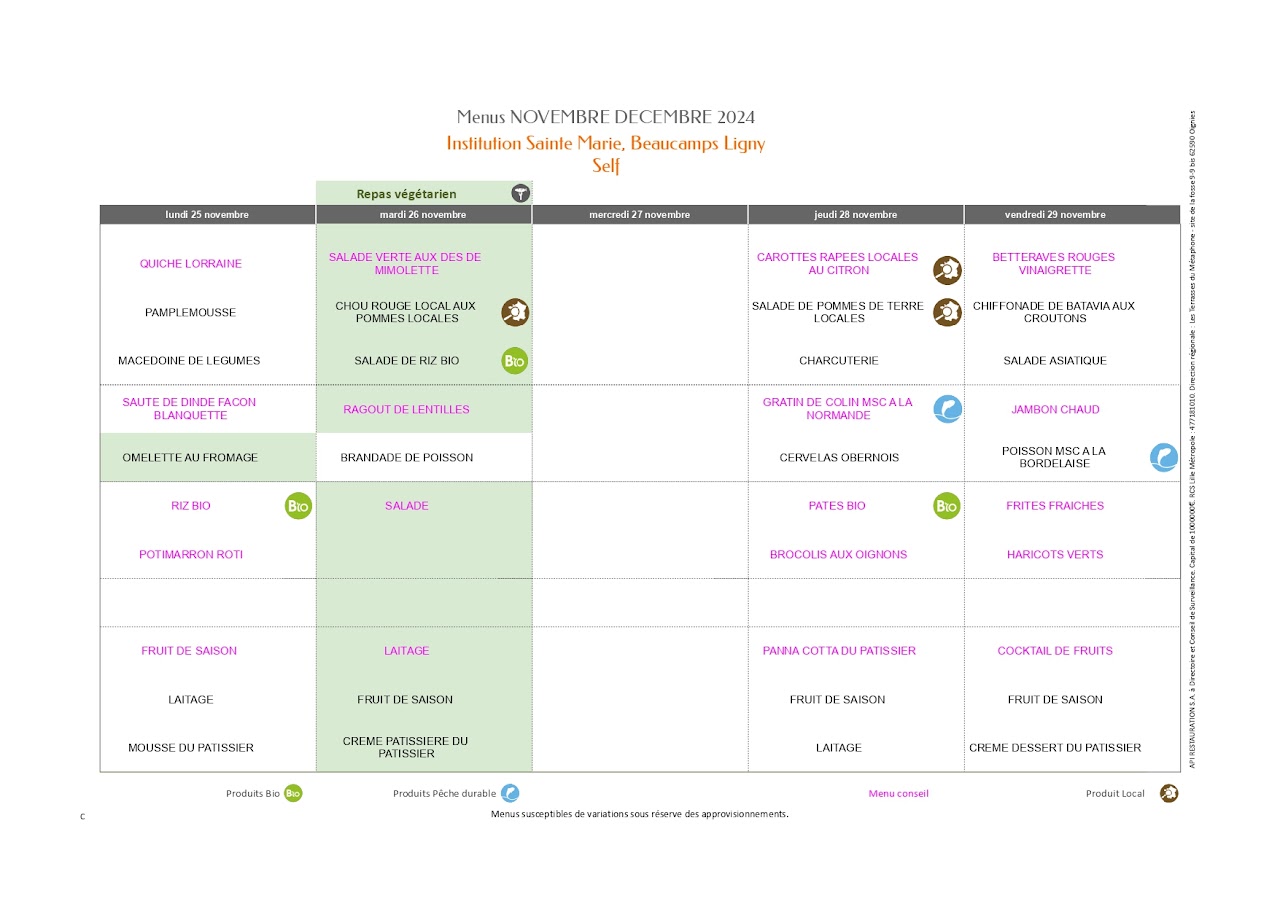 Menus NOVEMBRE DECEMBRE 2024
Institution Sainte Marie, Beaucamps Ligny
Self
Repas végétarien
lundi 25 novembre
mardi 26 novembre
mercredi 27 novembre
jeudi 28 novembre
vendredi 29 novembre
QUICHE LORRAINE
SALADE VERTE AUX DES DE
MIMOLETTE
CAROTTES RAPEES LOCALES
AU CITRON
BETTERAVES ROUGES
VINAIGRETTE
PAMPLEMOUSSE
CHOU ROUGE LOCAL AUX
POMMES LOCALES
SALADE DE POMMES DE TERRE
LOCALES
CHIFFONADE DE BATAVIA AUX
CROUTONS
MACEDOINE DE LEGUMES
SALADE DE RIZ BIO
BIO
CHARCUTERIE
SALADE ASIATIQUE
SAUTE DE DINDE FACON
BLANQUETTE
RAGOUT DE LENTILLES
GRATIN DE COLIN MSC A LA
NORMANDE
JAMBON CHAUD
OMELETTE AU FROMAGE
BRANDADE DE POISSON
CERVELAS OBERNOIS
POISSON MSC A LA
BORDELAISE
RIZ BIO
BIO
SALADE
PATES BIO
BIO
FRITES FRAICHES
POTIMARRON ROTI
BROCOLIS AUX OIGNONS
HARICOTS VERTS
FRUIT DE SAISON
LAITAGE
PANNA COTTA DU PATISSIER
COCKTAIL DE FRUITS
LAITAGE
FRUIT DE SAISON
FRUIT DE SAISON
FRUIT DE SAISON
MOUSSE DU PATISSIER
CREME PATISSIERE DU
PATISSIER
LAITAGE
CREME DESSERT DU PATISSIER
Produits Bio
BIO
Produits Pêche durable
Menu conseil
Produit Local
C
Menus susceptibles de variations sous réserve des approvisionnements.
API RESTAURATION S.A. à Directoire et Conseil de Surveillance. Capital de 1000000€. RCS Lille Métropole : 477181010. Direction régionale : Les Terrasses du Métaphone - site de la fosse 9-9 bis 62590 Oignies